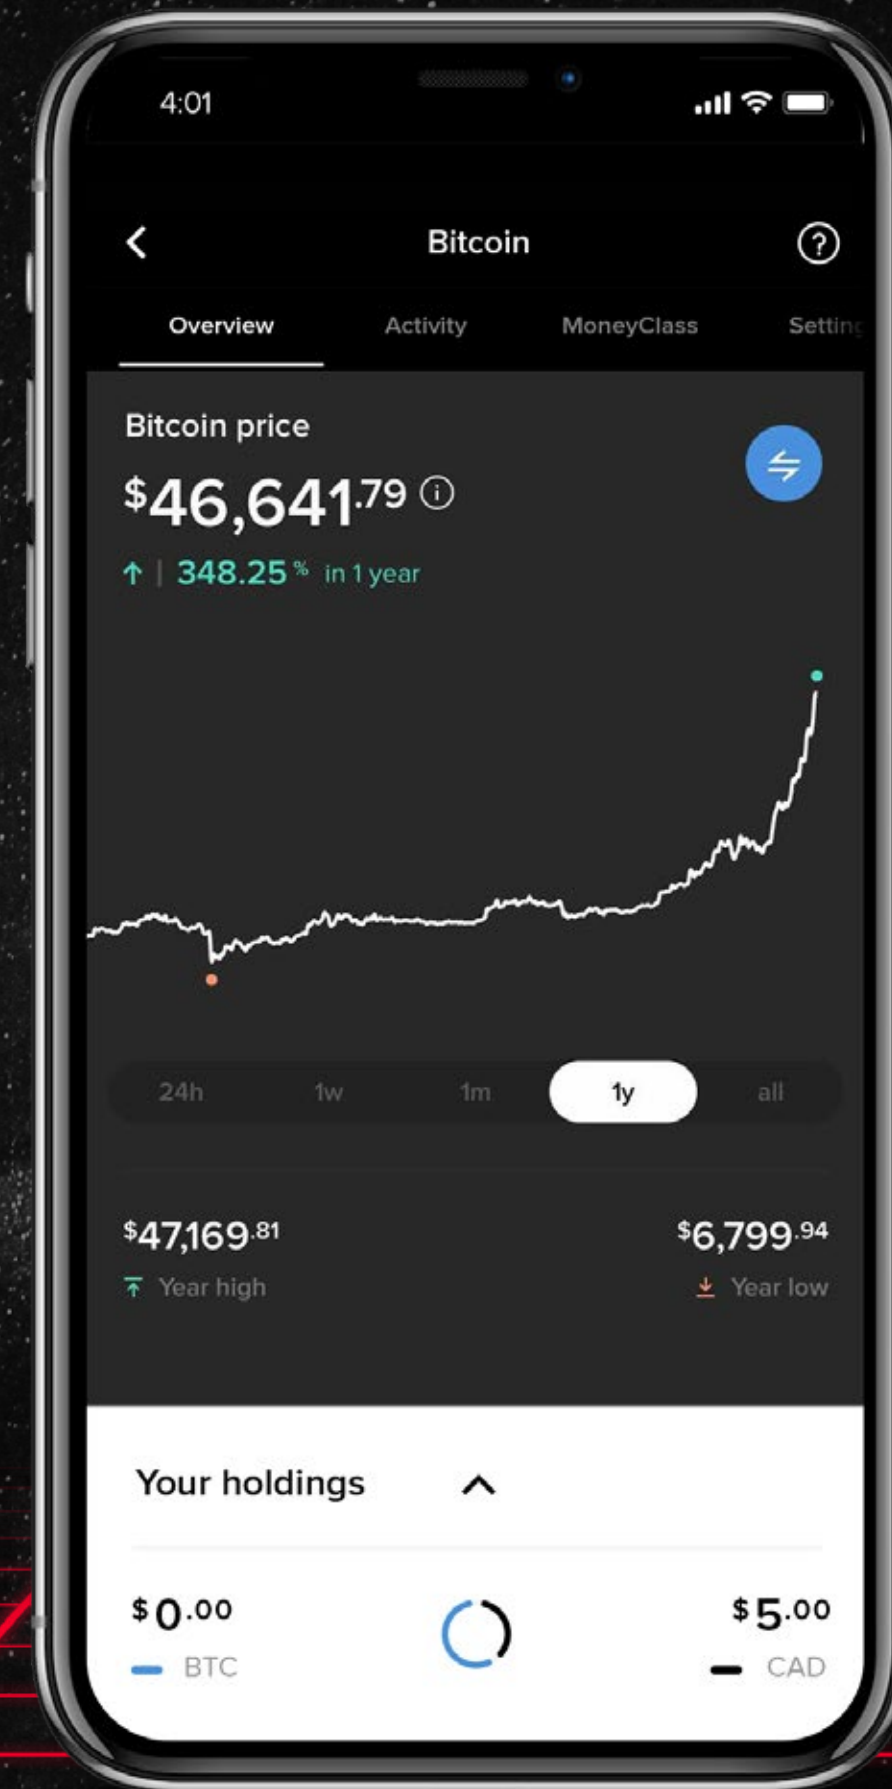 4:01
Bitcoin
Overview Activity MoneyClass Setting
Bitcoin price
$46,641.79
348.25% in 1 year
24h 1w 1m 1y all
$47,169.81 $6,799.94
Year high Year low
Your holdings
$0.00 $5.00
BTC CAD